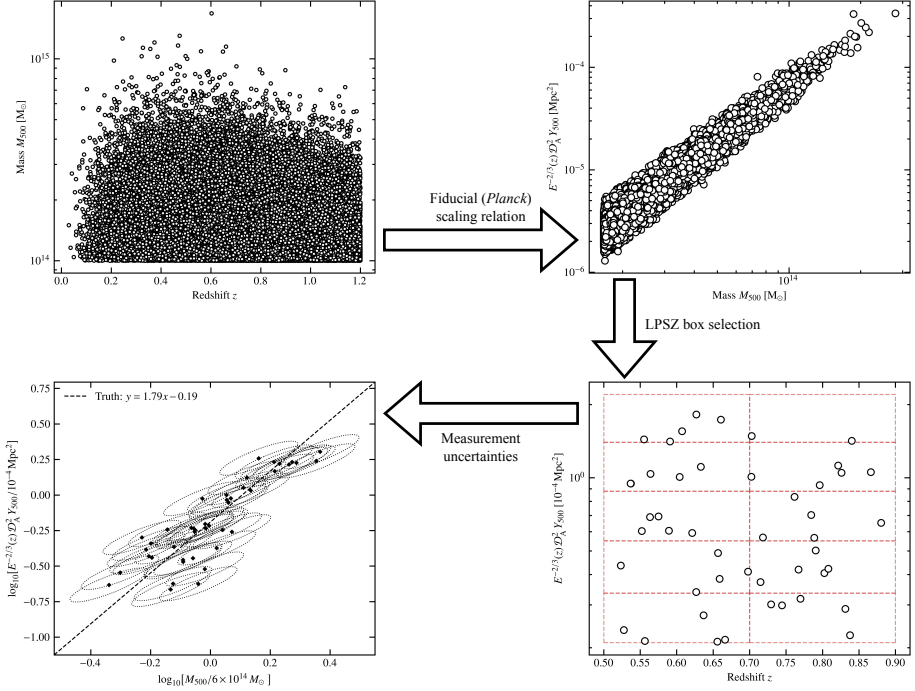 10^15
10^14
Mass M_500 [M_⊙]
0.0 0.2 0.4 0.6 0.8 1.0 1.2
Redshift z
Fiducial (Planck)
scaling relation
10^−4
10^−5
10^−6
E^−2/3(z) D_A^2 Y_500 [Mpc^2]
10^14
Mass M_500 [M_⊙]
LPSZ box selection
0.75
0.50
0.25
0.00
−0.25
−0.50
−0.75
−1.00
log_10[E^−2/3(z) D_A^2 Y_500/10^−4 Mpc^2]
Truth: y = 1.79x − 0.19
−0.4 −0.2 0.0 0.2 0.4
log_10[M_500/6 × 10^14 M_⊙]
Measurement
uncertainties
10^0
E^−2/3(z) D_A^2 Y_500 [10^−4 Mpc^2]
0.50 0.55 0.60 0.65 0.70 0.75 0.80 0.85 0.90
Redshift z